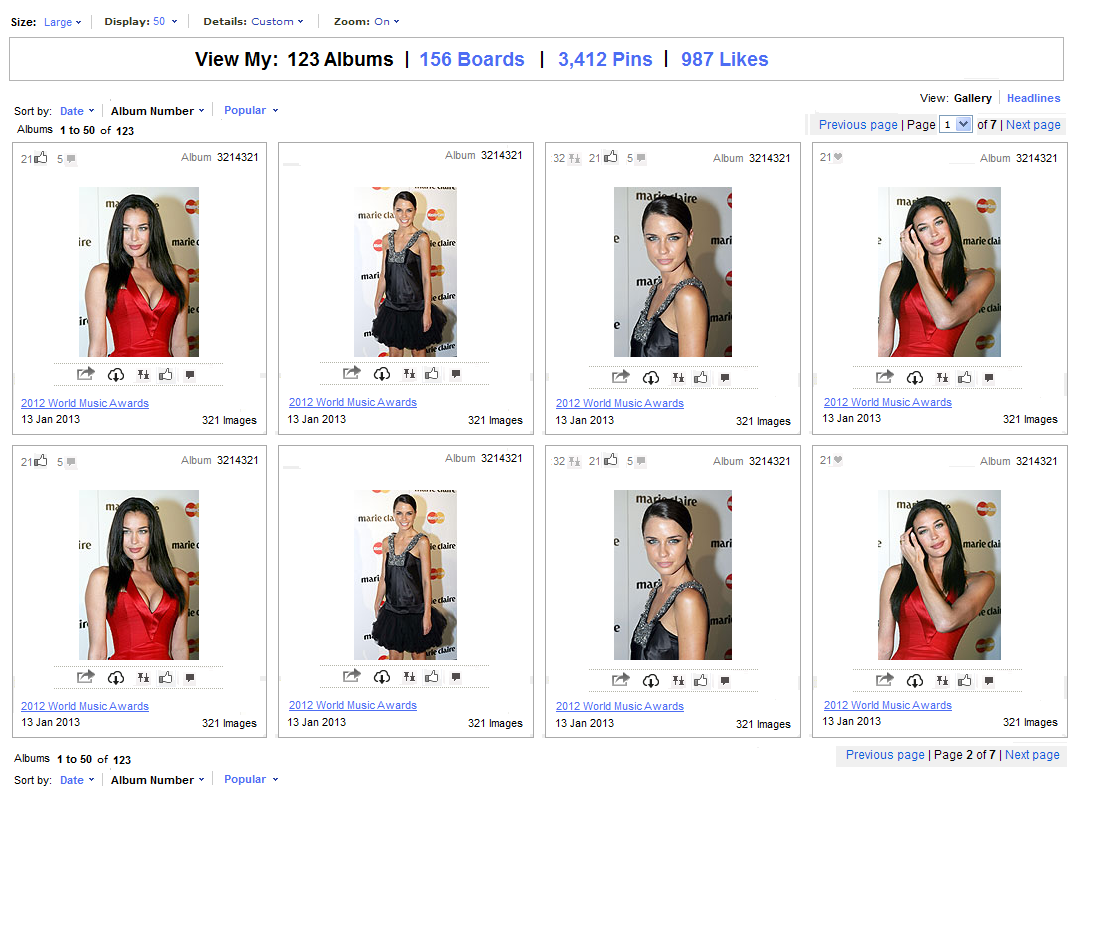 Size: Large Display: 50 Details: Custom Zoom: On
View My: 123 Albums | 156 Boards | 3,412 Pins | 987 Likes
View: Gallery Headlines
Sort by: Date Album Number Popular
Previous page | Page 1 of 7 | Next page
Albums 1 to 50 of 123
21 5 Album 3214321
Album 3214321
32 21 5 Album 3214321
21 Album 3214321
marie claire
MasterCard
2012 World Music Awards
13 Jan 2013 321 Images
2012 World Music Awards
13 Jan 2013 321 Images
2012 World Music Awards
13 Jan 2013 321 Images
2012 World Music Awards
13 Jan 2013 321 Images
21 5 Album 3214321
Album 3214321
32 21 5 Album 3214321
21 Album 3214321
marie claire
MasterCard
2012 World Music Awards
13 Jan 2013 321 Images
2012 World Music Awards
13 Jan 2013 321 Images
2012 World Music Awards
13 Jan 2013 321 Images
2012 World Music Awards
13 Jan 2013 321 Images
Albums 1 to 50 of 123
Previous page | Page 2 of 7 | Next page
Sort by: Date Album Number Popular